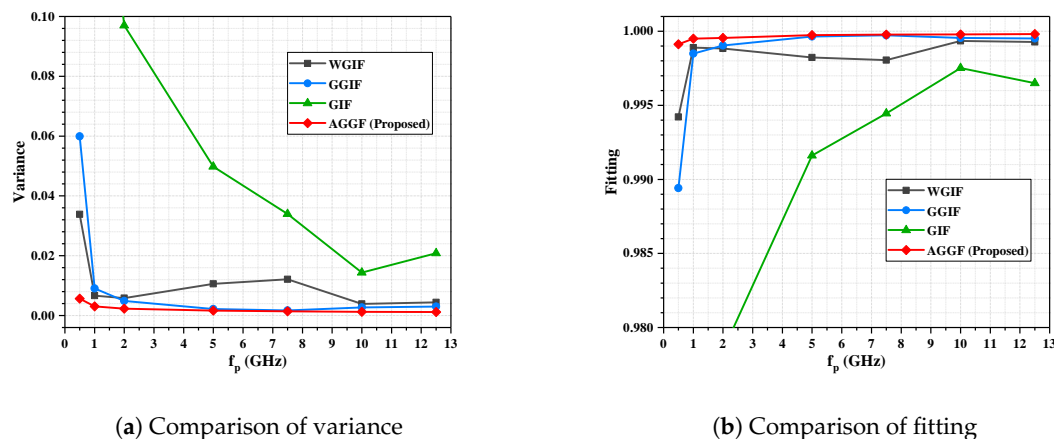 0.10
0.08
0.06
0.04
0.02
0.00
Variance
WGIF
GGIF
GIF
AGGF (Proposed)
0 1 2 3 4 5 6 7 8 9 10 11 12 13
f_p (GHz)
(a) Comparison of variance
1.000
0.995
0.990
0.985
0.980
Fitting
WGIF
GGIF
GIF
AGGF (Proposed)
0 1 2 3 4 5 6 7 8 9 10 11 12 13
f_p (GHz)
(b) Comparison of fitting